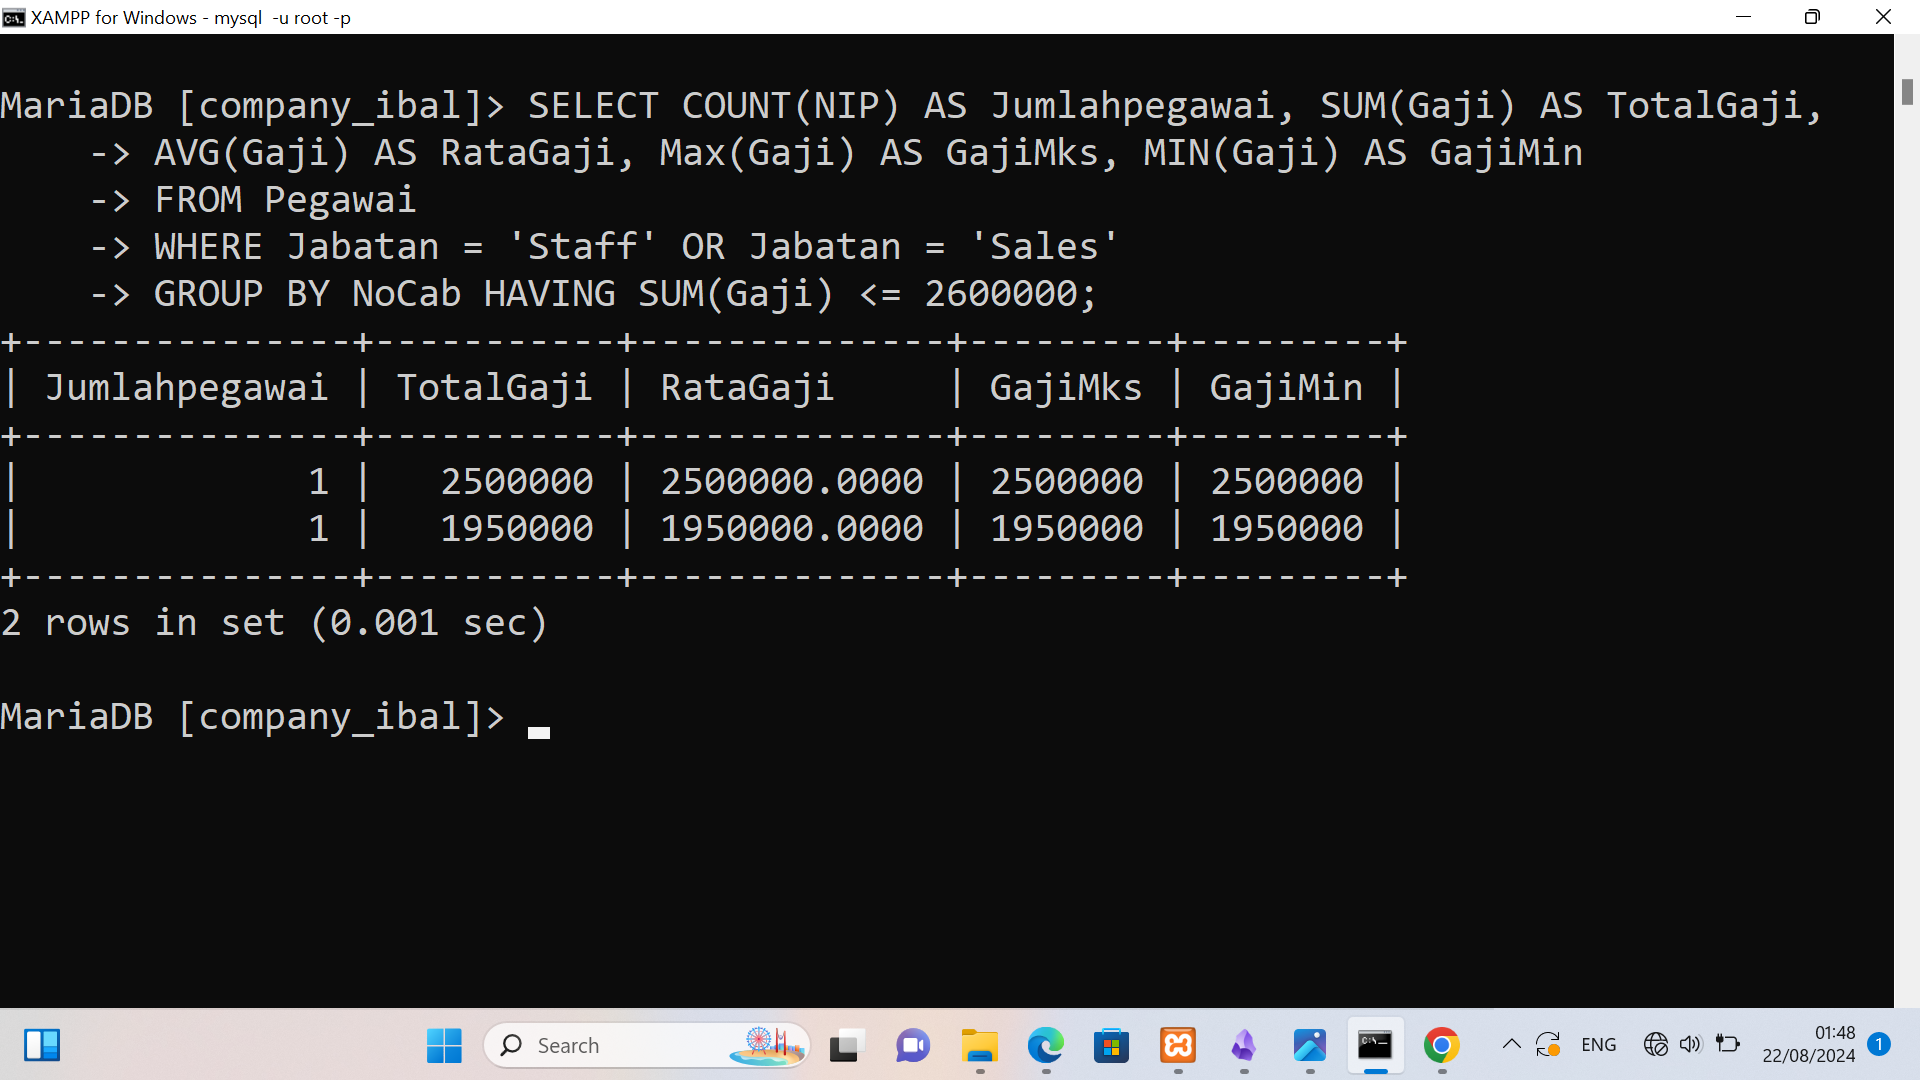 XAMPP for Windows - mysql  -u root -p
MariaDB [company_ibal]> SELECT COUNT(NIP) AS Jumlahpegawai, SUM(Gaji) AS TotalGaji,
    -> AVG(Gaji) AS RataGaji, Max(Gaji) AS GajiMks, MIN(Gaji) AS GajiMin
    -> FROM Pegawai
    -> WHERE Jabatan = 'Staff' OR Jabatan = 'Sales'
    -> GROUP BY NoCab HAVING SUM(Gaji) <= 2600000;
+---------------+-----------+--------------+---------+---------+
| Jumlahpegawai | TotalGaji | RataGaji     | GajiMks | GajiMin |
+---------------+-----------+--------------+---------+---------+
|             1 |   2500000 | 2500000.0000 | 2500000 | 2500000 |
|             1 |   1950000 | 1950000.0000 | 1950000 | 1950000 |
+---------------+-----------+--------------+---------+---------+
2 rows in set (0.001 sec)
MariaDB [company_ibal]>
Search
ENG
01:48
22/08/2024
1